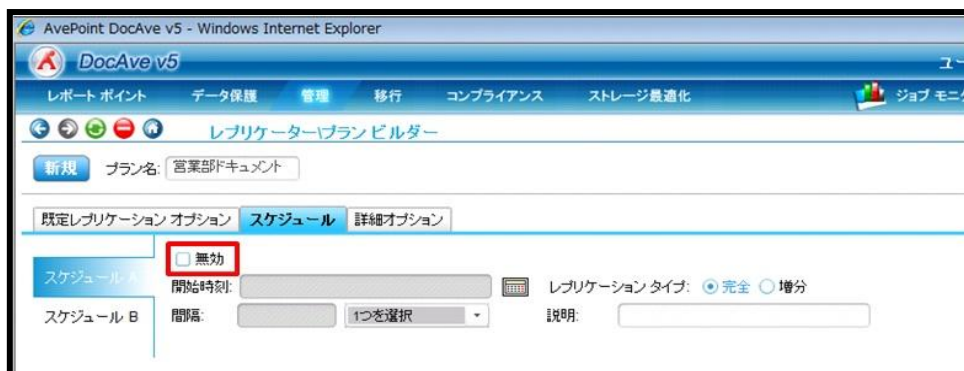 AvePoint DocAve v5 - Windows Internet Explorer
DocAve v5
レポート ポイント データ保護 管理 移行 コンプライアンス ストレージ最適化 ジョブ モニタ
レプリケーター\プラン ビルダー
新規 プラン名: 営業部ドキュメント
既定レプリケーション オプション スケジュール 詳細オプション
無効
スケジュール A
開始時刻: レプリケーション タイプ: 完全 増分
スケジュール B 間隔: 1つを選択 説明: